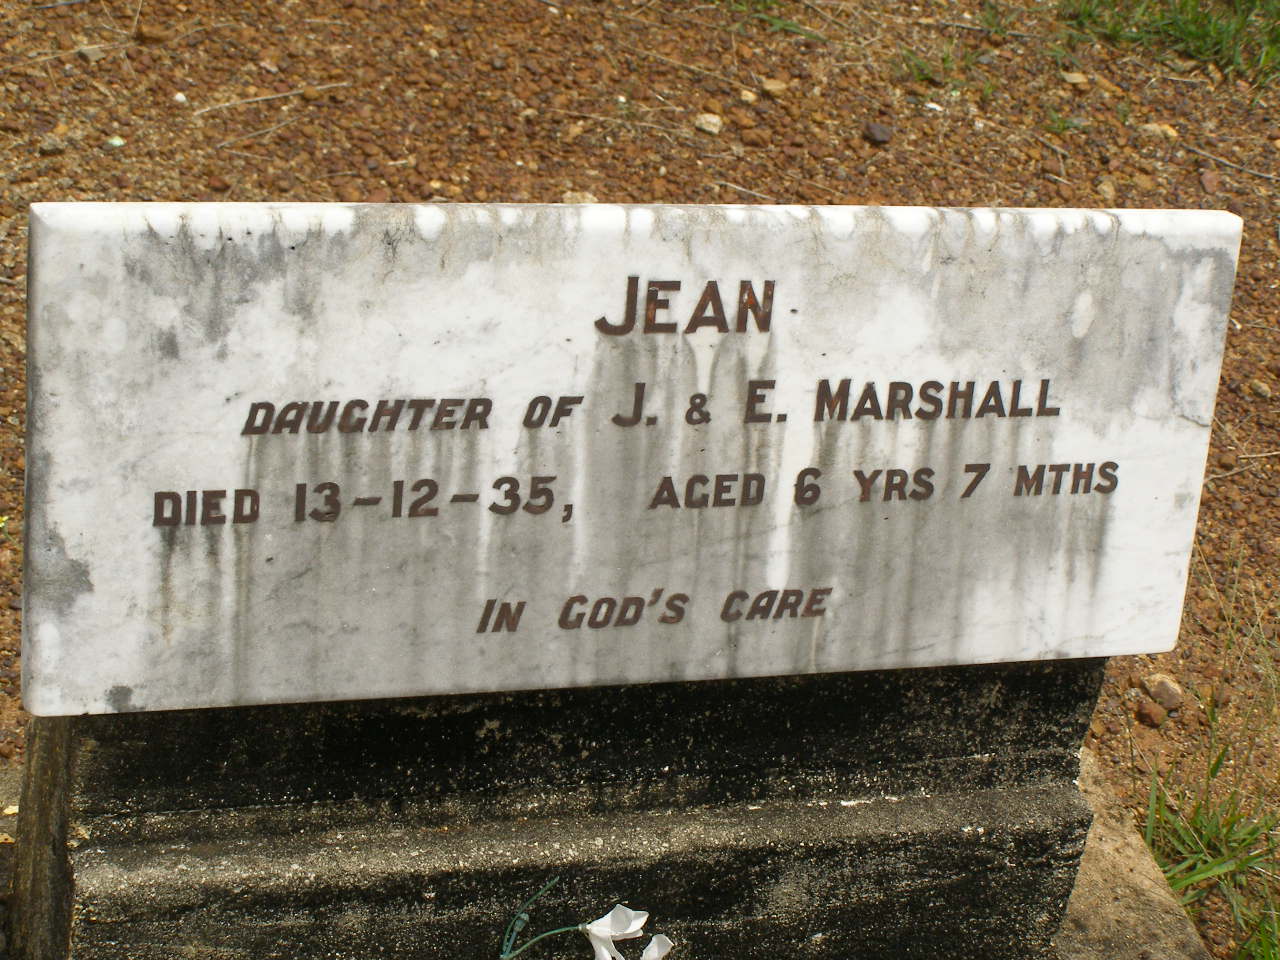 JEAN
DAUGHTER OF J. & E. MARSHALL
DIED 13-12-35, AGED 6 YRS 7 MTHS
IN GOD'S CARE